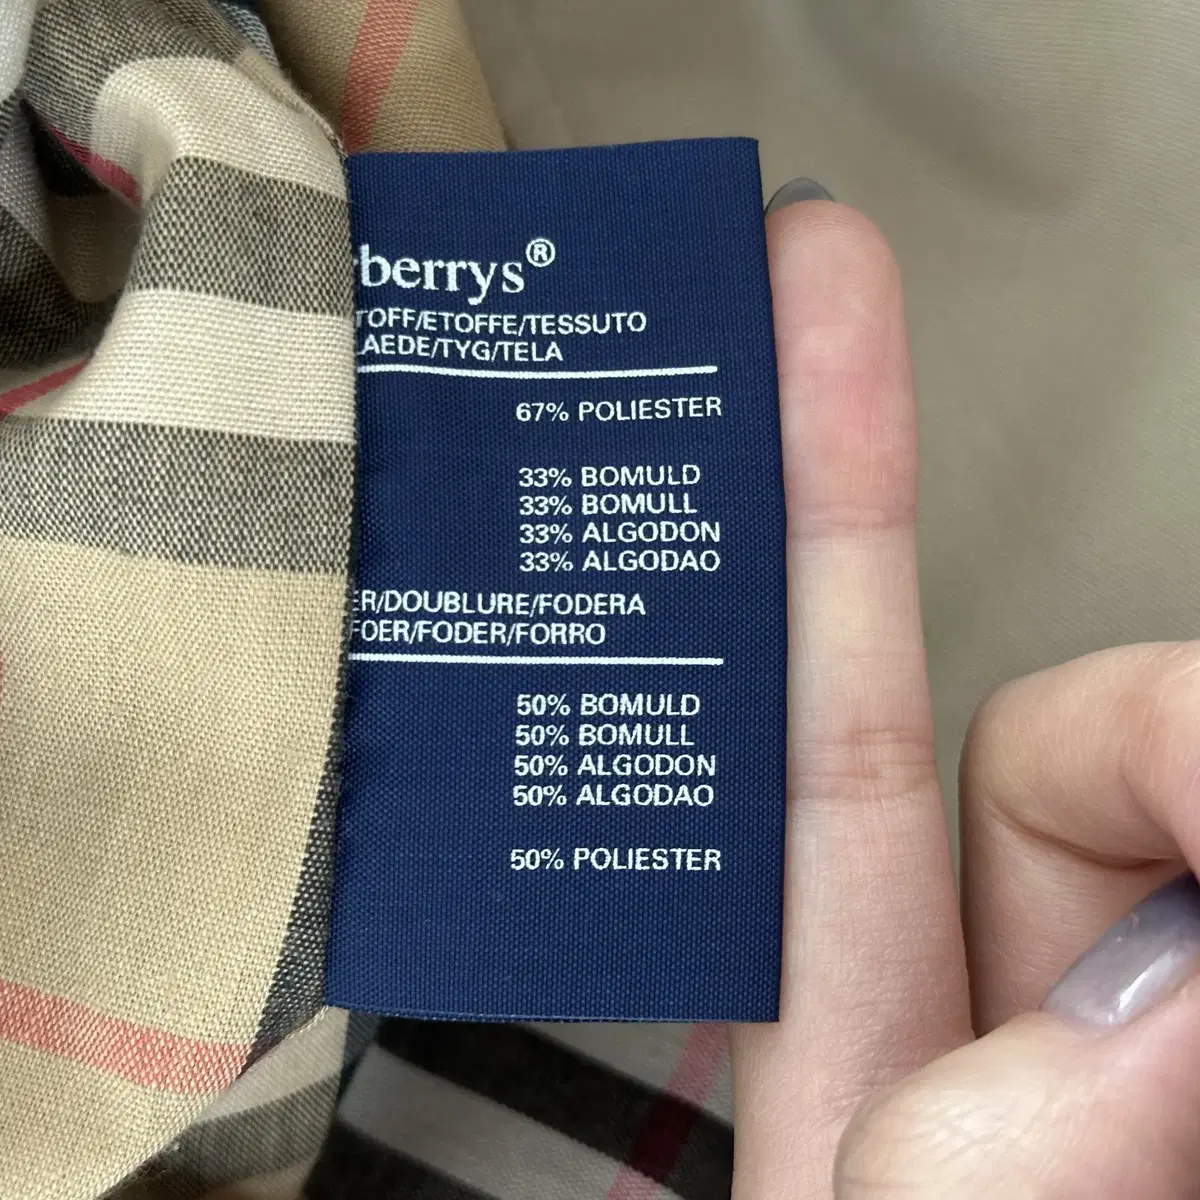 berrys®
TOFF/ETOFFE/TESSUTO
LAEDE/TYG/TELA
67% POLIESTER
33% BOMULD
33% BOMULL
33% ALGODON
33% ALGODAO
ER/DOUBLURE/FODERA
FOER/FODER/FORRO
50% BOMULD
50% BOMULL
50% ALGODON
50% ALGODAO
50% POLIESTER